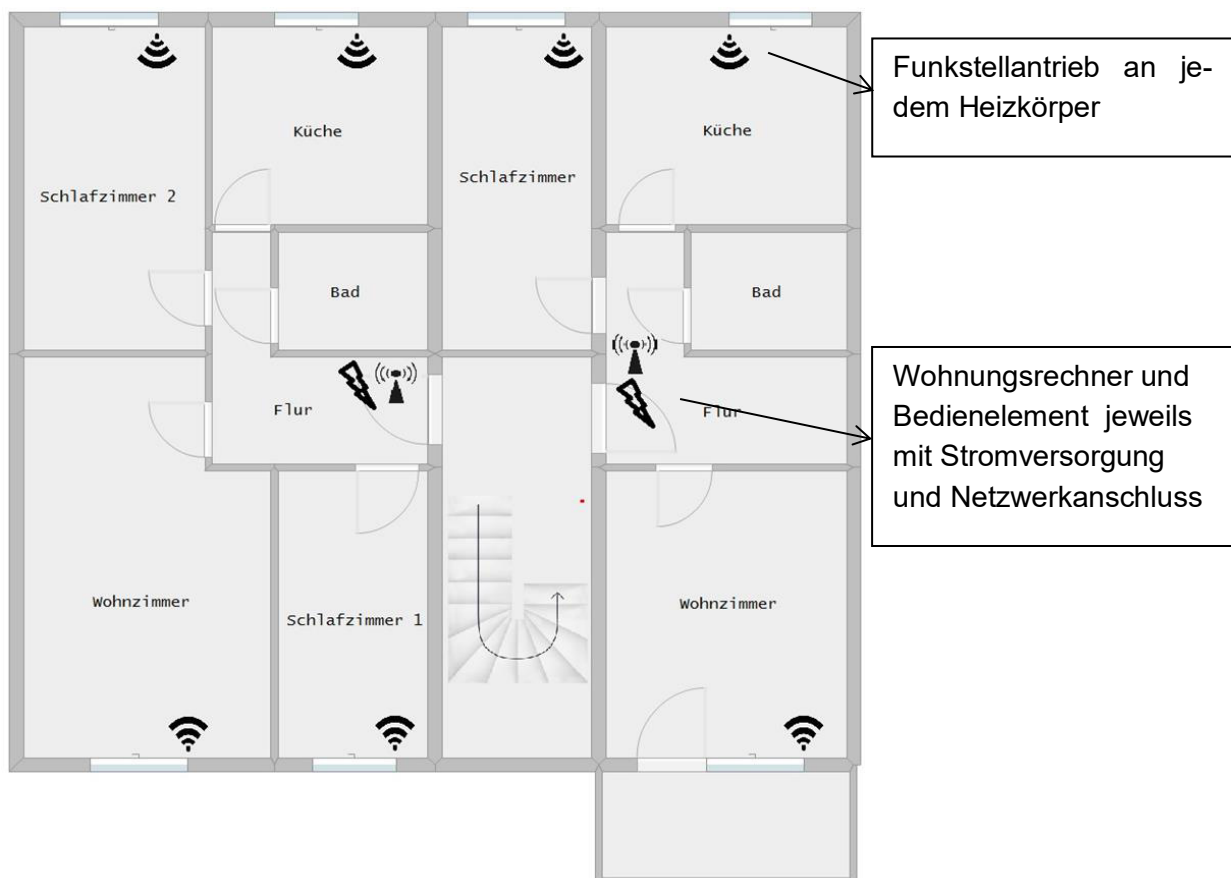 Funkstellantrieb an je-
dem Heizkörper
Küche
Küche
Schlafzimmer
Schlafzimmer 2
Bad
Bad
Wohnungsrechner und
Bedienelement jeweils
mit Stromversorgung
und Netzwerkanschluss
Flur
Flur
Wohnzimmer
Wohnzimmer
Schlafzimmer 1